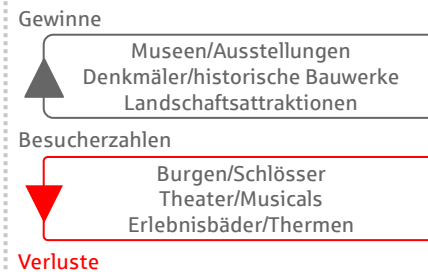 Gewinne
Museen/Ausstellungen
Denkmäler/historische Bauwerke
Landschaftsattraktionen
Besucherzahlen
Burgen/Schlösser
Theater/Musicals
Erlebnisbäder/Thermen
Verluste